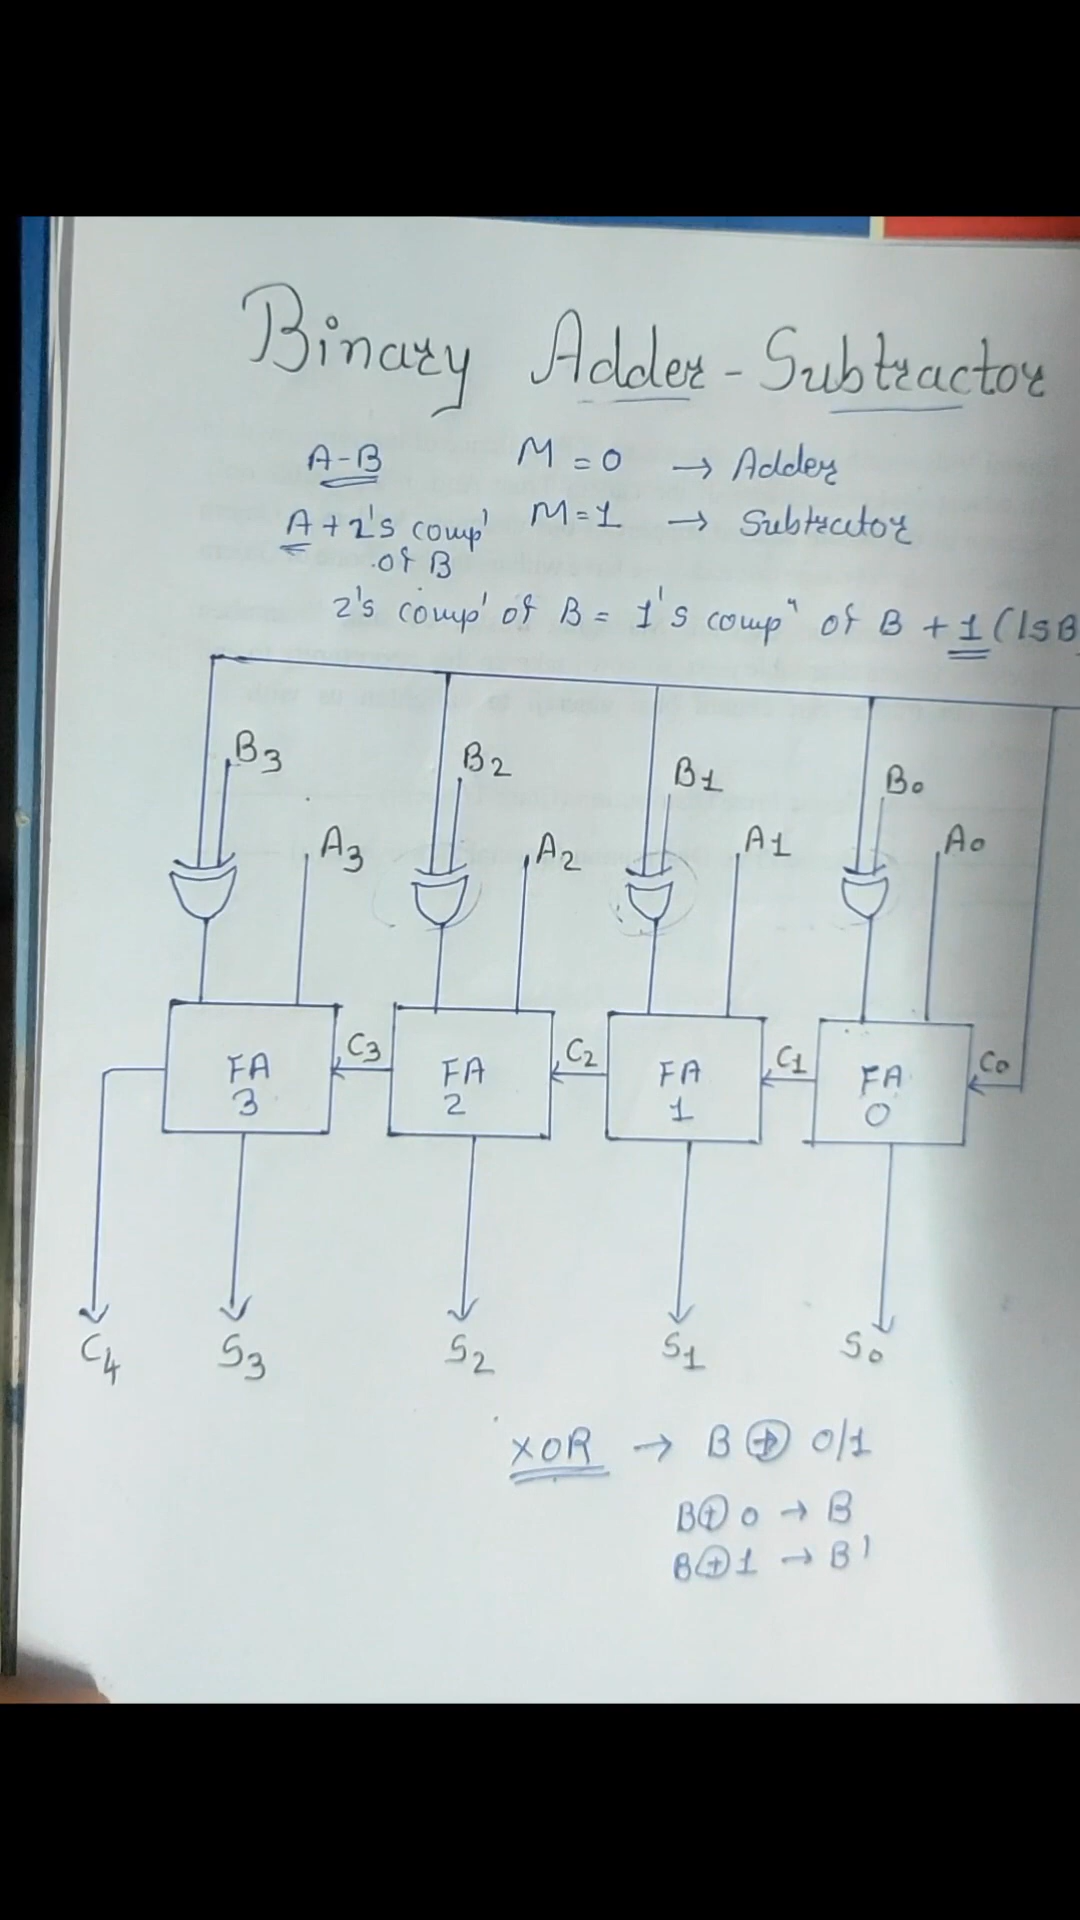 Binary Adder-Subtractor
A-B M=0 → Adder
A+2's comp' M=1 → Subtrator
of B
2's comp' of B = 1's comp" of B + 1 (LSB
B3 B2 B1 B0
A3 A2 A1 A0
C3 C2 C1 C0
FA FA FA FA
3 2 1 0
C4 S3 S2 S1 S0
XOR → B ⊕ 0/1
B⊕0 → B
B⊕1 → B'